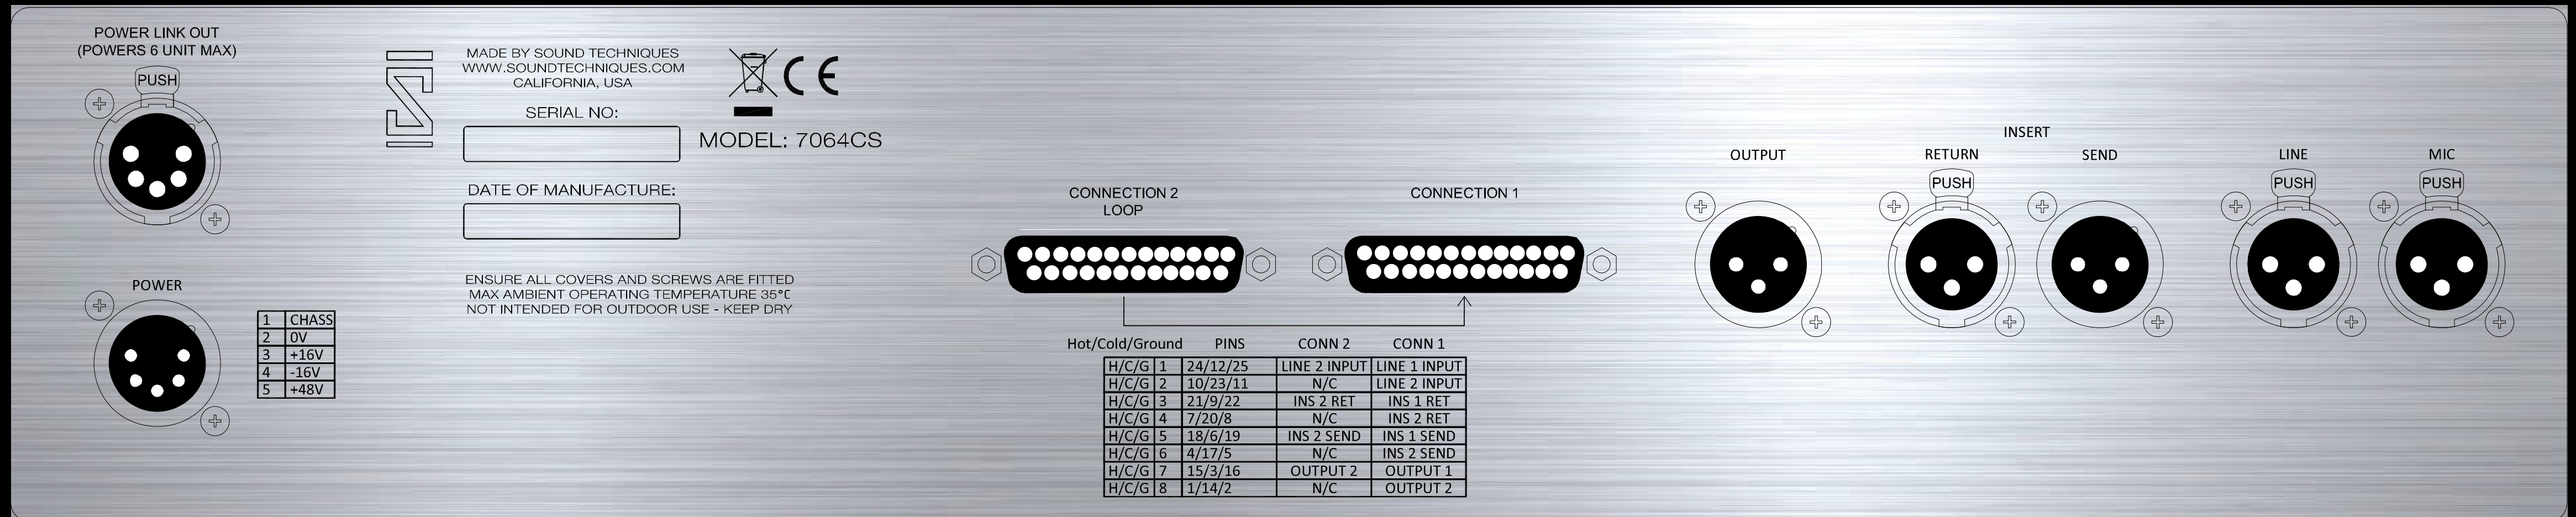 POWER LINK OUT
(POWERS 6 UNIT MAX)
PUSH
POWER
1 CHASS
2 0V
3 +16V
4 -16V
5 +48V
MADE BY SOUND TECHNIQUES
WWW.SOUNDTECHNIQUES.COM
CALIFORNIA, USA
SERIAL NO:
DATE OF MANUFACTURE:
CE
MODEL: 7064CS
ENSURE ALL COVERS AND SCREWS ARE FITTED
MAX AMBIENT OPERATING TEMPERATURE 35°C
NOT INTENDED FOR OUTDOOR USE - KEEP DRY
CONNECTION 2
LOOP
CONNECTION 1
Hot/Cold/Ground PINS CONN 2 CONN 1
H/C/G 1 24/12/25 LINE 2 INPUT LINE 1 INPUT
H/C/G 2 10/23/11 N/C LINE 2 INPUT
H/C/G 3 21/9/22 INS 2 RET INS 1 RET
H/C/G 4 7/20/8 N/C INS 2 RET
H/C/G 5 18/6/19 INS 2 SEND INS 1 SEND
H/C/G 6 4/17/5 N/C INS 2 SEND
H/C/G 7 15/3/16 OUTPUT 2 OUTPUT 1
H/C/G 8 1/14/2 N/C OUTPUT 2
INSERT
OUTPUT RETURN SEND LINE MIC
PUSH PUSH PUSH